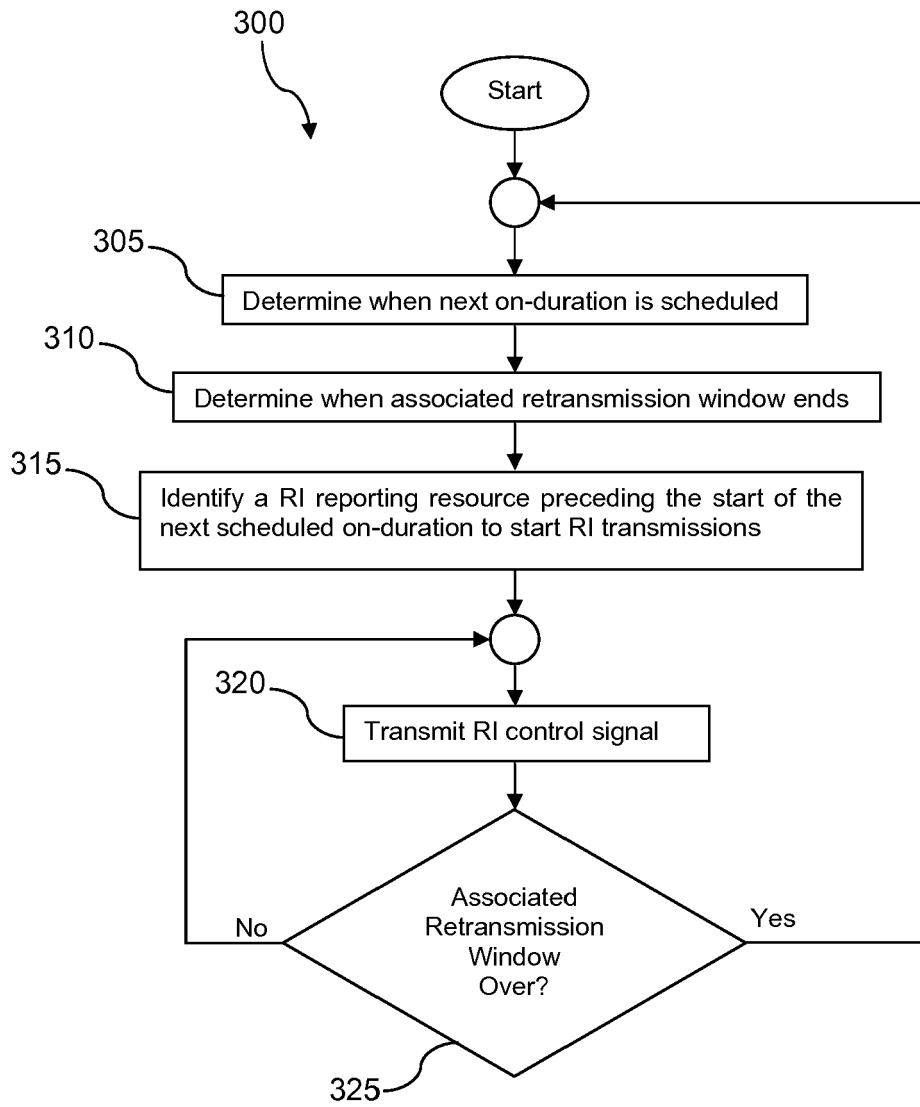 300
Start
305
Determine when next on-duration is scheduled
310
Determine when associated retransmission window ends
315
Identify a RI reporting resource preceding the start of the
next scheduled on-duration to start RI transmissions
320
Transmit RI control signal
Associated
Retransmission
Window
Over?
No
Yes
325